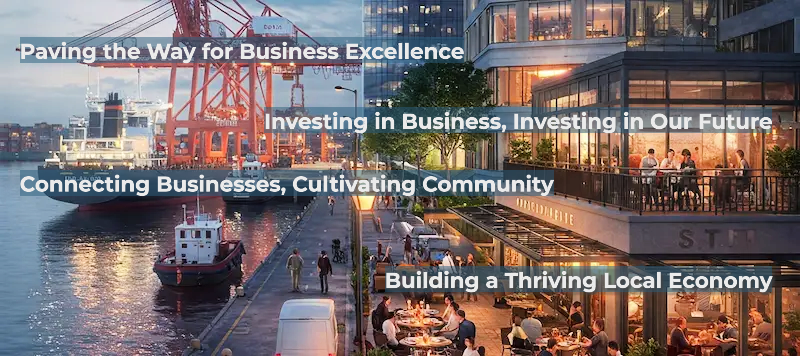 Paving the Way for Business Excellence
Investing in Business, Investing in Our Future
Connecting Businesses, Cultivating Community
Building a Thriving Local Economy